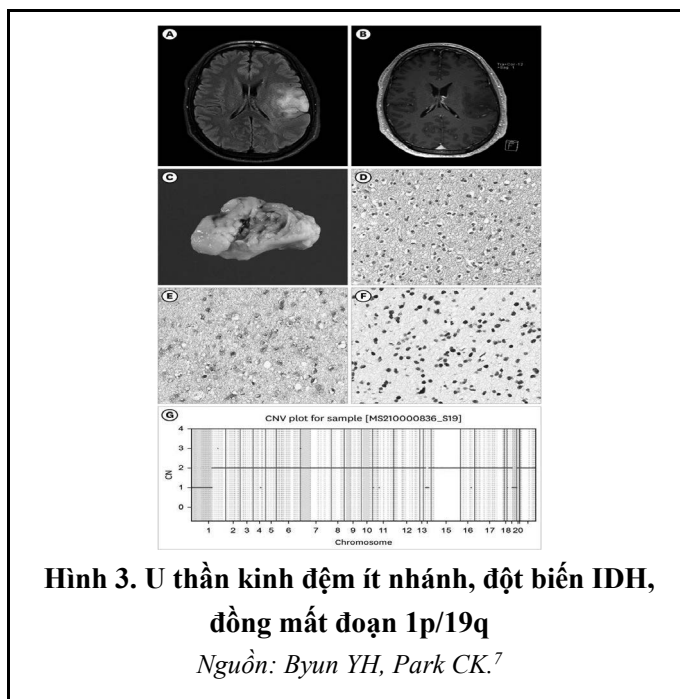 A
B
C
D
E
F
G
CNV plot for sample [MS210000836_S19]
4
3
2
1
0
CN
1 2 3 4 5 6 7 8 9 10 11 12 13 15 16 17 18 20
Chromosome
Hình 3. U thần kinh đệm ít nhánh, đột biến IDH,
đồng mất đoạn 1p/19q
Nguồn: Byun YH, Park CK.⁷